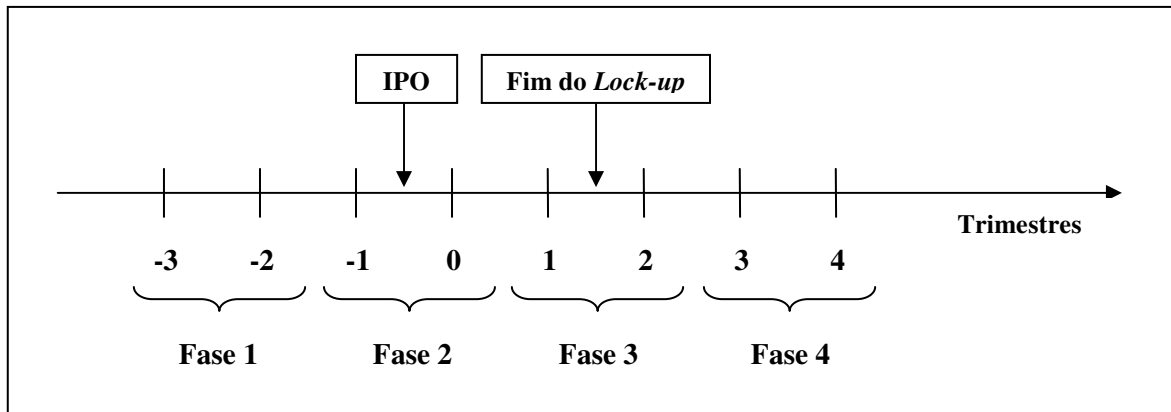 IPO
Fim do Lock-up
Trimestres
-3 -2 -1 0 1 2 3 4
Fase 1 Fase 2 Fase 3 Fase 4